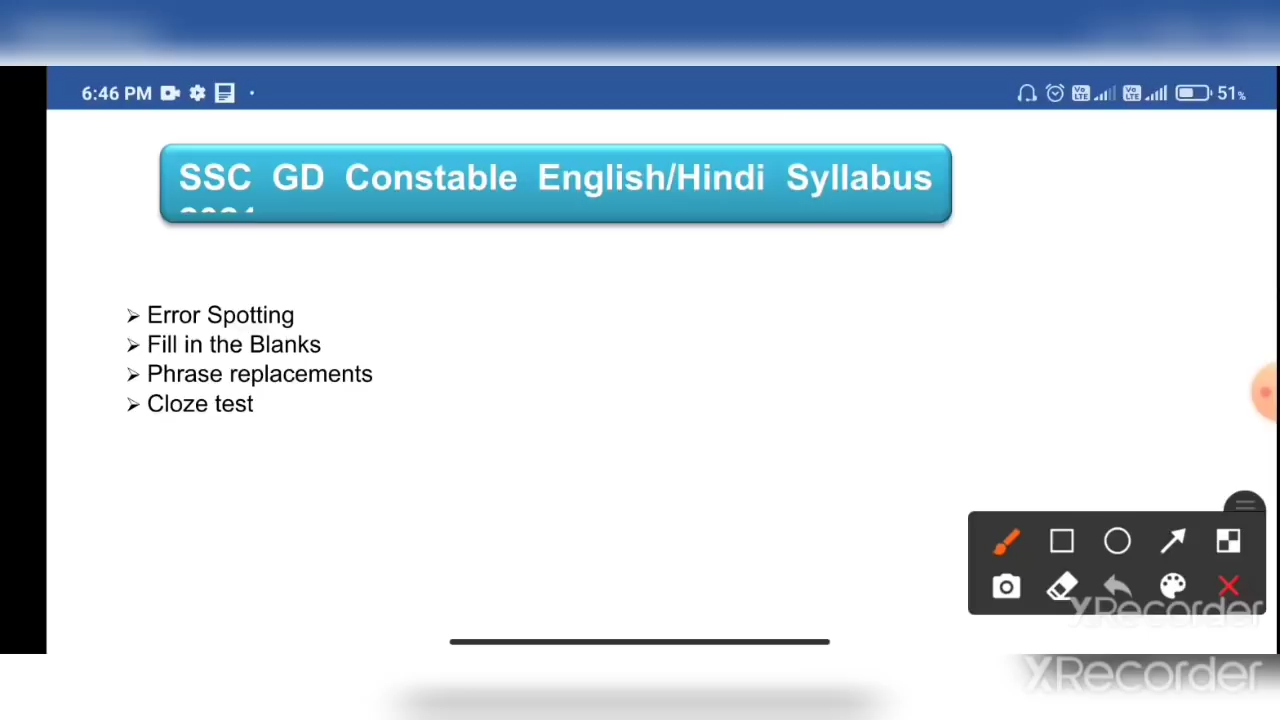 6:46 PM
51%
SSC GD Constable English/Hindi Syllabus
➢ Error Spotting
➢ Fill in the Blanks
➢ Phrase replacements
➢ Cloze test
XRecorder
XRecorder